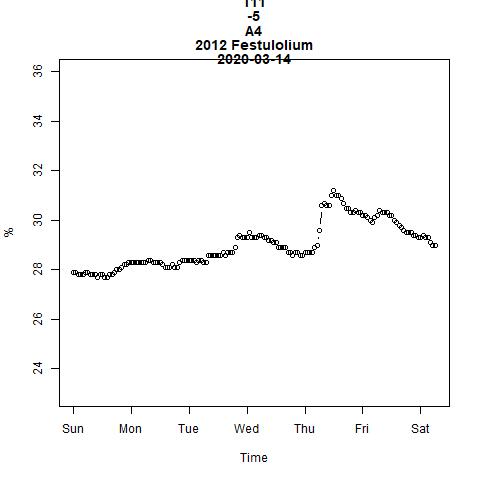 T11
-5
A4
2012 Festulolium
2020-03-14
36
34
32
30
28
26
24
%
Sun Mon Tue Wed Thu Fri Sat
Time